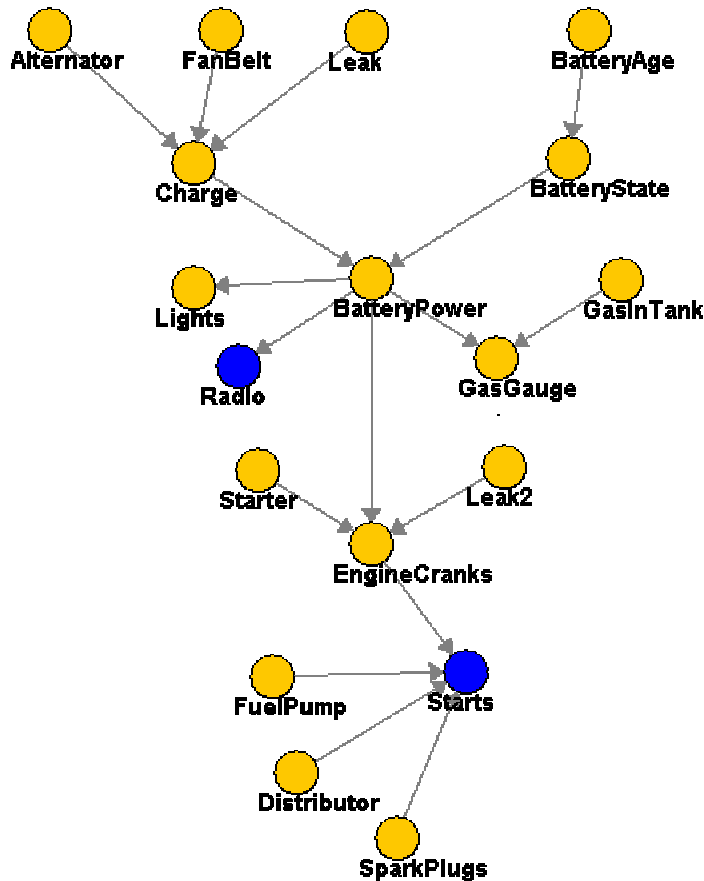 Alternator
FanBelt
Leak
BatteryAge
Charge
BatteryState
Lights
BatteryPower
GasInTank
Radio
GasGauge
Starter
Leak2
EngineCranks
FuelPump
Starts
Distributor
SparkPlugs